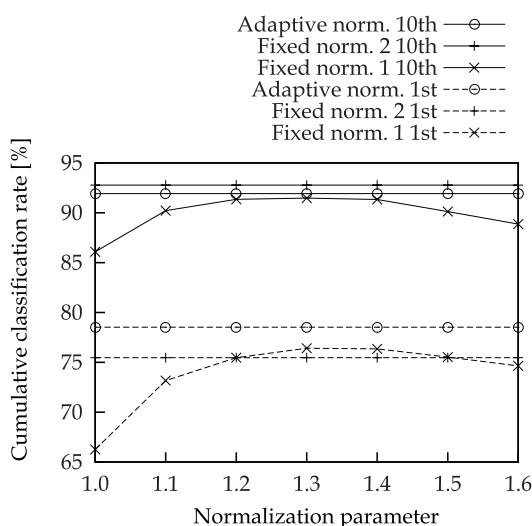 Adaptive norm. 10th
Fixed norm. 2 10th
Fixed norm. 1 10th
Adaptive norm. 1st
Fixed norm. 2 1st
Fixed norm. 1 1st
Cumulative classification rate [%]
95
90
85
80
75
70
65
1.0 1.1 1.2 1.3 1.4 1.5 1.6
Normalization parameter